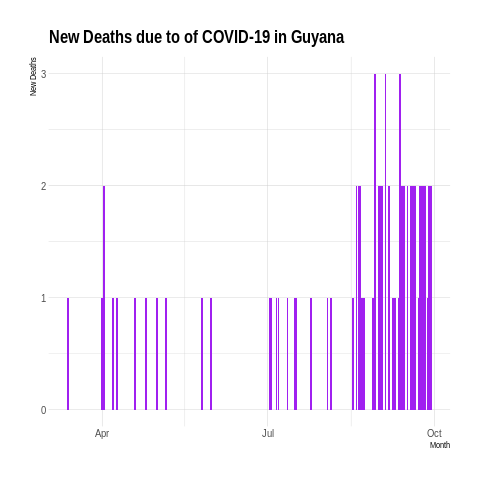 New Deaths due to of COVID-19 in Guyana
New Deaths
3
2
1
0
Apr
Jul
Oct
Month